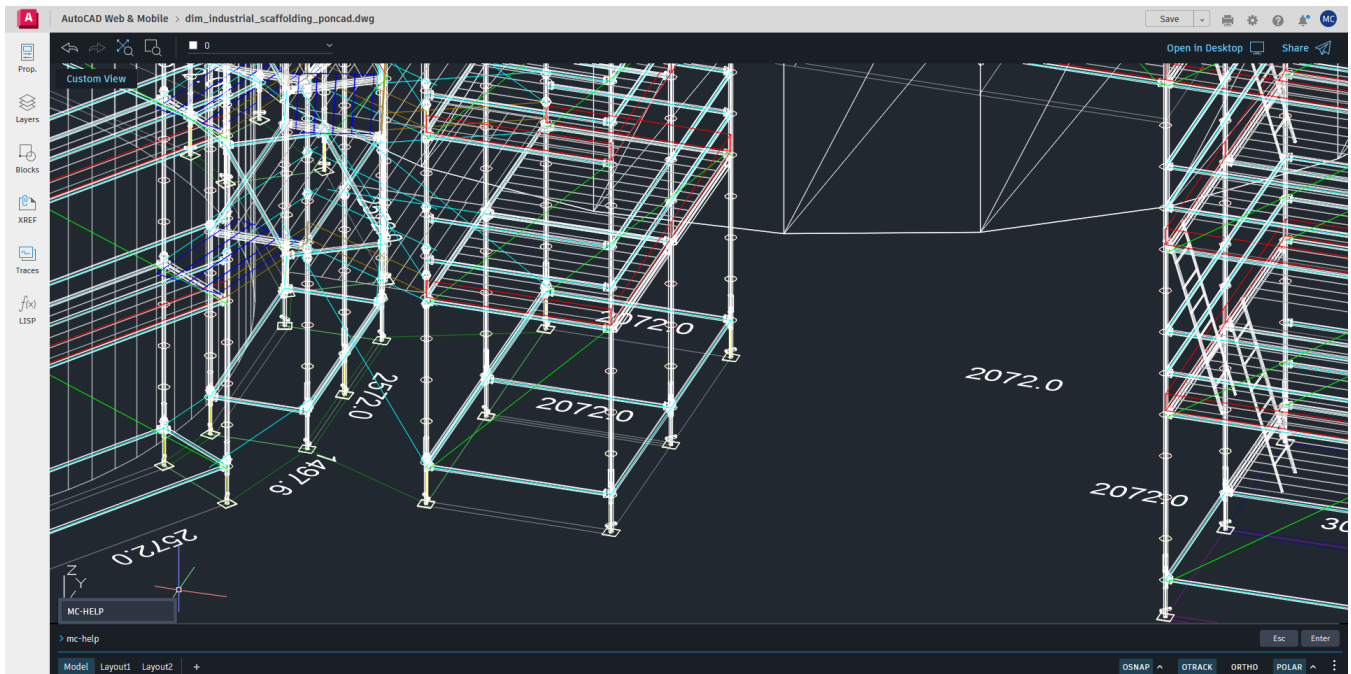 A
AutoCAD Web & Mobile > dim_industrial_scaffolding_poncad.dwg
Save
MC
Prop.
0
Open in Desktop
Share
Custom View
Layers
Blocks
XREF
Traces
f(x)
LISP
2072.0
2072.0
2572.0
2072.0
1497.6
2072.0
30
2572.0
Z
Y
MC-HELP
> mc-help
Esc
Enter
Model
Layout1
Layout2
+
OSNAP
OTRACK
ORTHO
POLAR